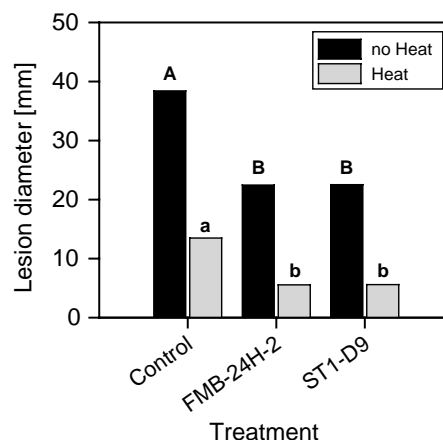 50
40
30
20
10
0
Lesion diameter [mm]
no Heat
Heat
A
a
B
b
B
b
Control
FMB-24H-2
ST1-D9
Treatment